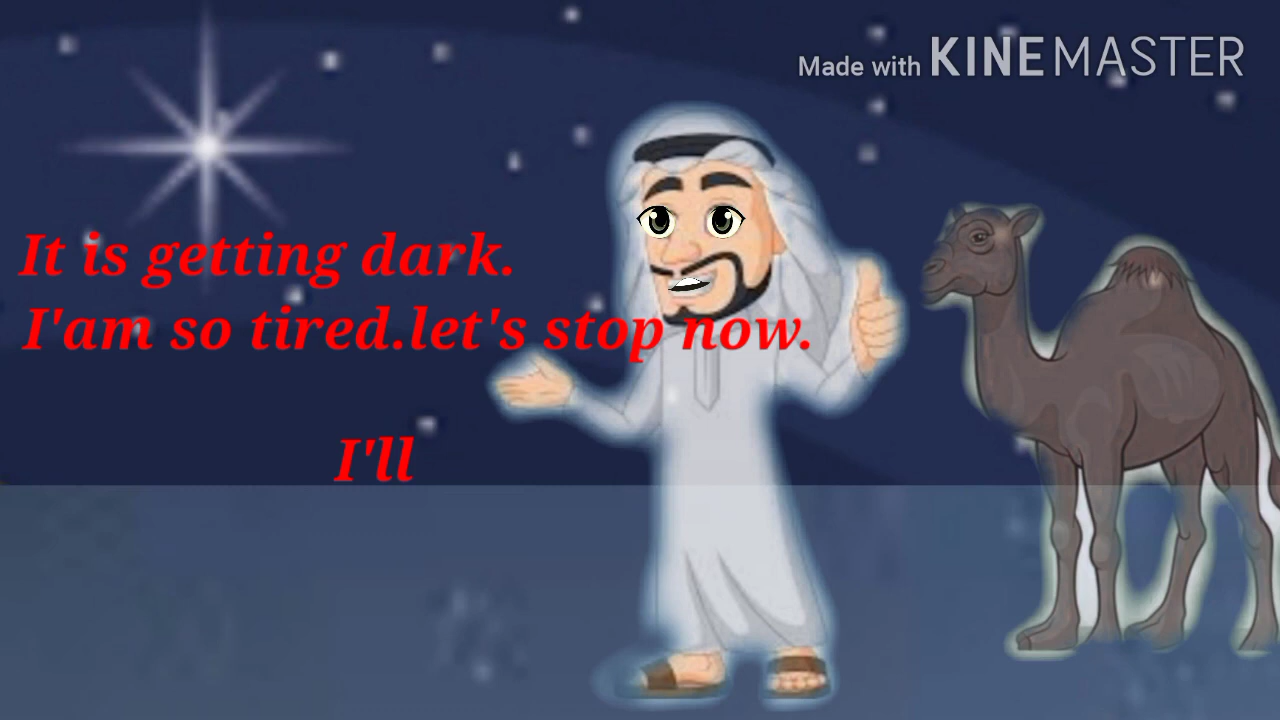 Made with KINEMASTER
It is getting dark.
I'am so tired.let's stop now.
I'll